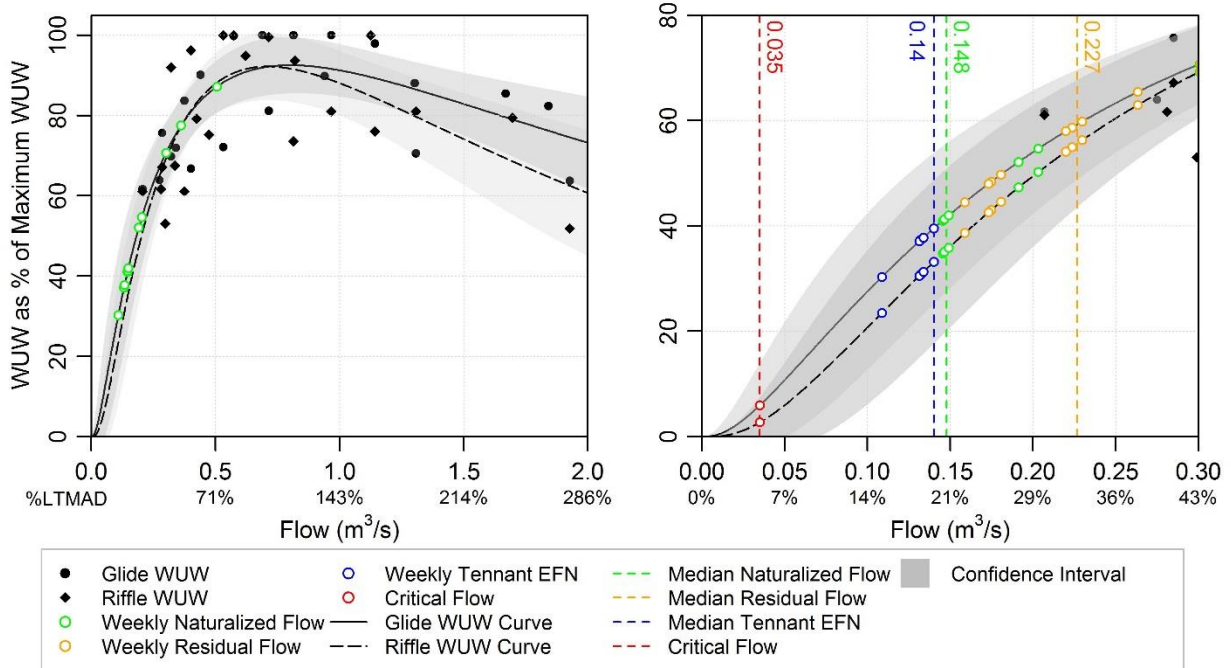 WUW as % of Maximum WUW
100
80
60
40
20
0
0.0 0.5 1.0 1.5 2.0
%LTMAD 71% 143% 214% 286%
Flow (m³/s)
80
60
40
20
0
0.035
0.14
0.148
0.227
0.00 0.05 0.10 0.15 0.20 0.25 0.30
0% 7% 14% 21% 29% 36% 43%
Flow (m³/s)
Glide WUW
Riffle WUW
Weekly Naturalized Flow
Weekly Residual Flow
Weekly Tennant EFN
Critical Flow
Glide WUW Curve
Riffle WUW Curve
Median Naturalized Flow
Median Residual Flow
Median Tennant EFN
Critical Flow
Confidence Interval